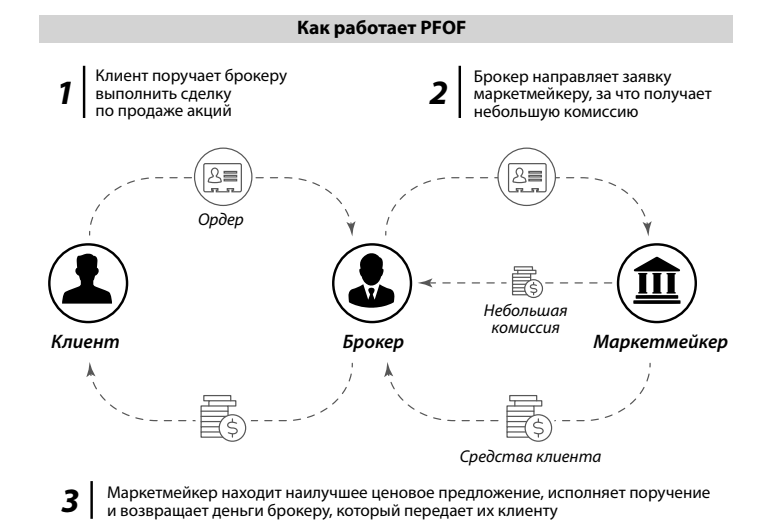 Как работает PFOF
1
Клиент поручает брокеру
выполнить сделку
по продаже акций
2
Брокер направляет заявку
маркетмейкеру, за что получает
небольшую комиссию
Ордер
Небольшая
комиссия
Клиент
Брокер
Маркетмейкер
Средства клиента
3
Маркетмейкер находит наилучшее ценовое предложение, исполняет поручение
и возвращает деньги брокеру, который передает их клиенту